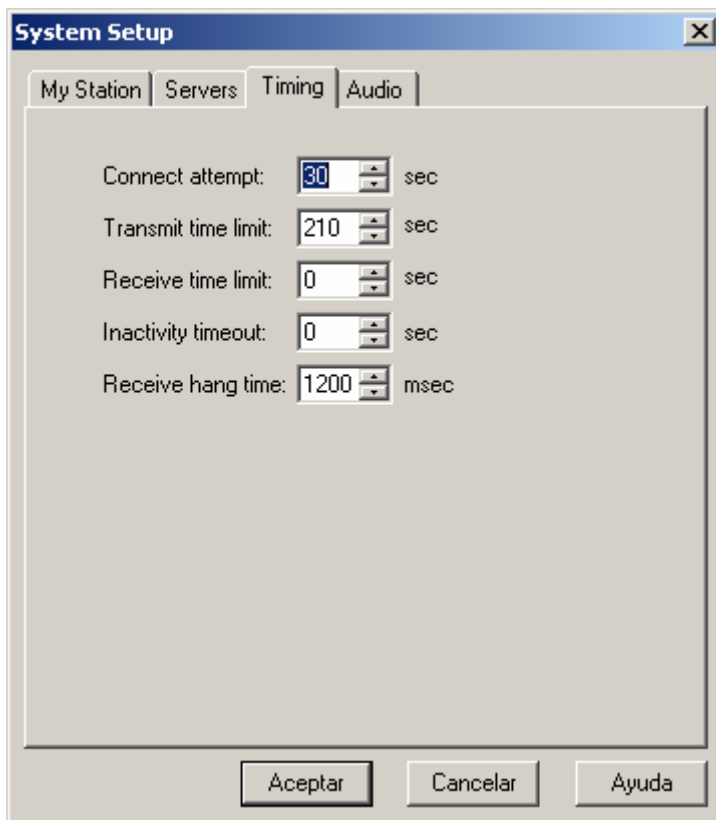 System Setup
My Station Servers Timing Audio
Connect attempt: 30 sec
Transmit time limit: 210 sec
Receive time limit: 0 sec
Inactivity timeout: 0 sec
Receive hang time: 1200 msec
Aceptar Cancelar Ayuda